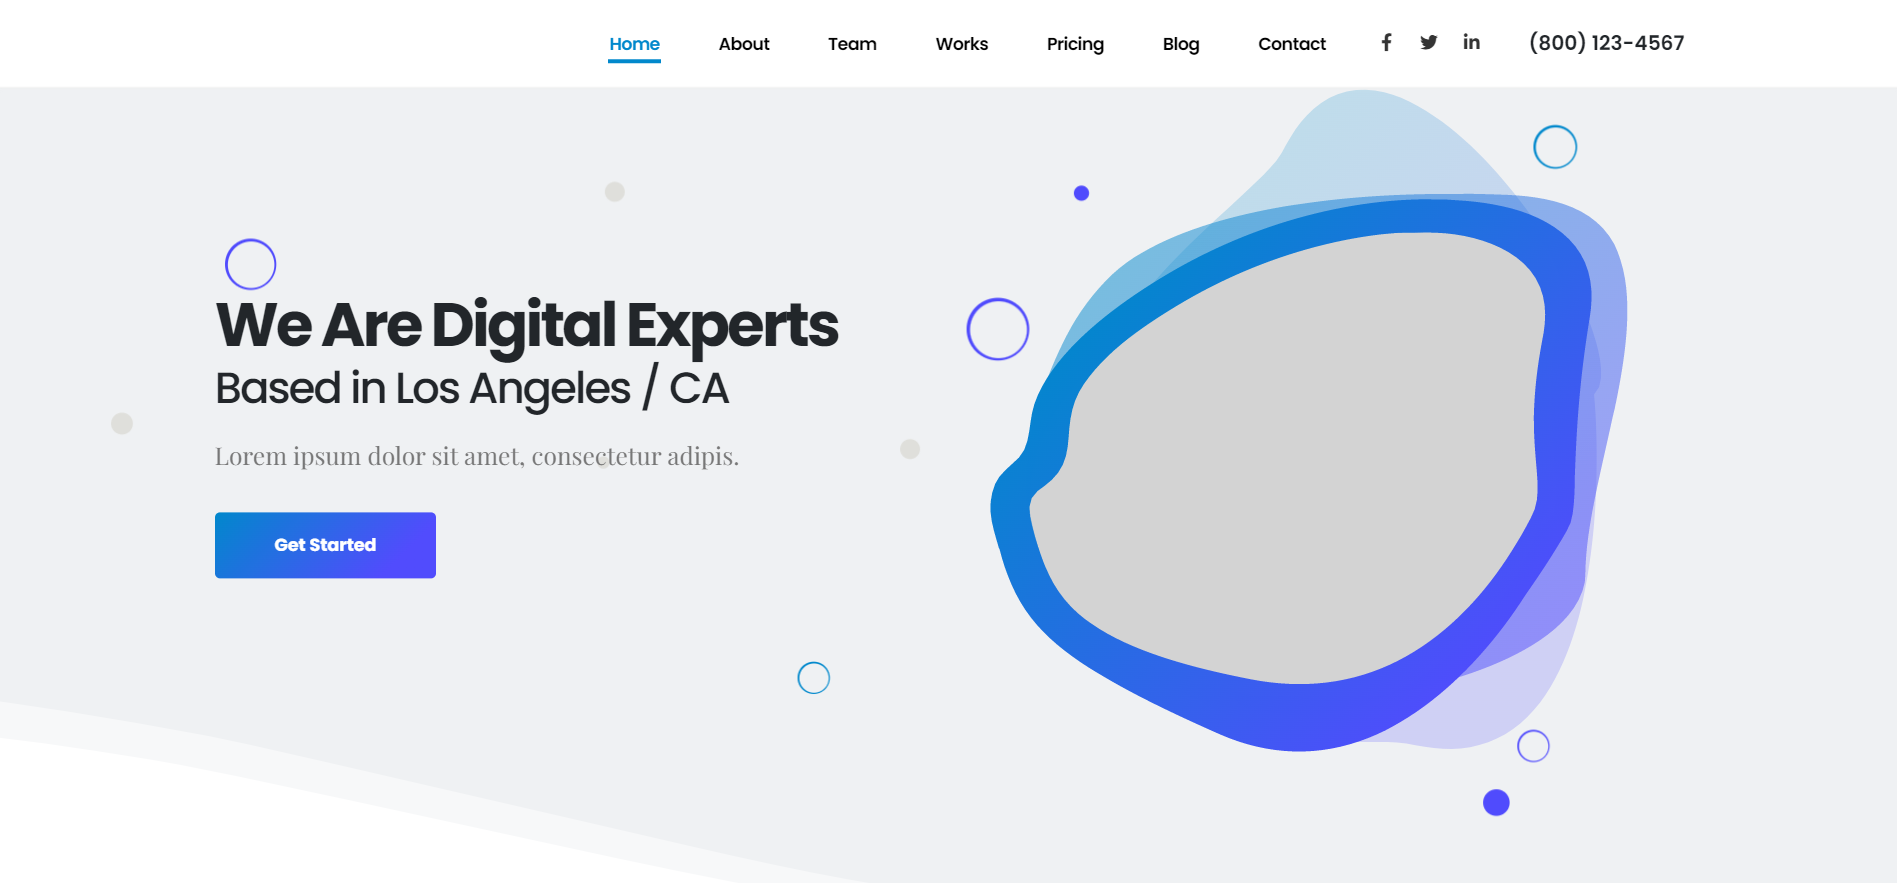 Home About Team Works Pricing Blog Contact (800) 123-4567
We Are Digital Experts
Based in Los Angeles / CA
Lorem ipsum dolor sit amet, consectetur adipis.
Get Started